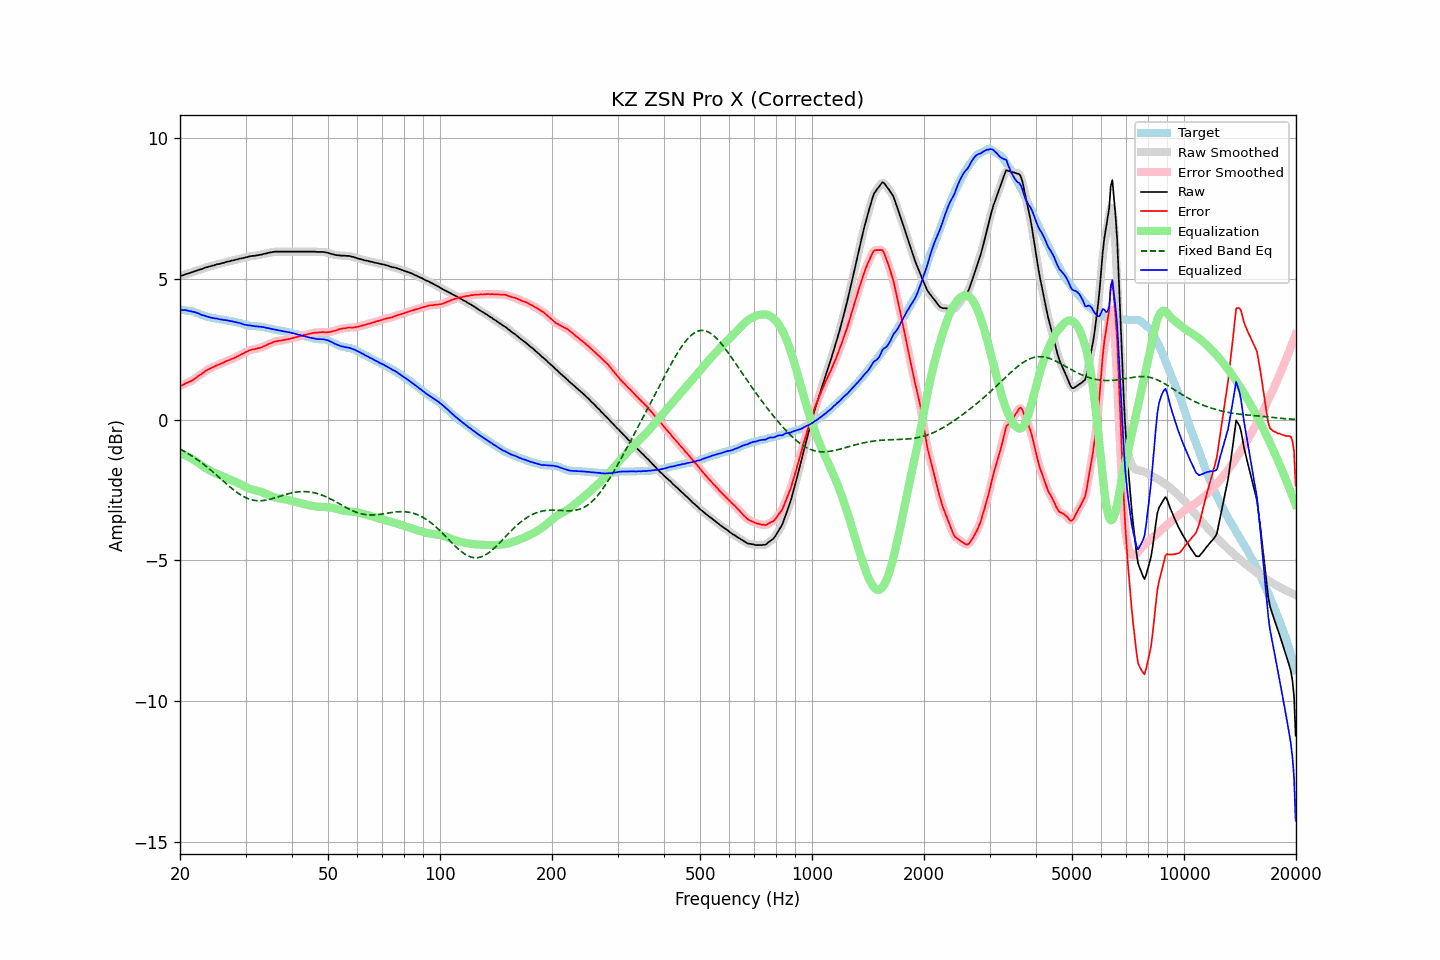 KZ ZSN Pro X (Corrected)
Target
Raw Smoothed
Error Smoothed
Raw
Error
Equalization
Fixed Band Eq
Equalized
Amplitude (dBr)
10
5
0
−5
−10
−15
20 50 100 200 500 1000 2000 5000 10000 20000
Frequency (Hz)